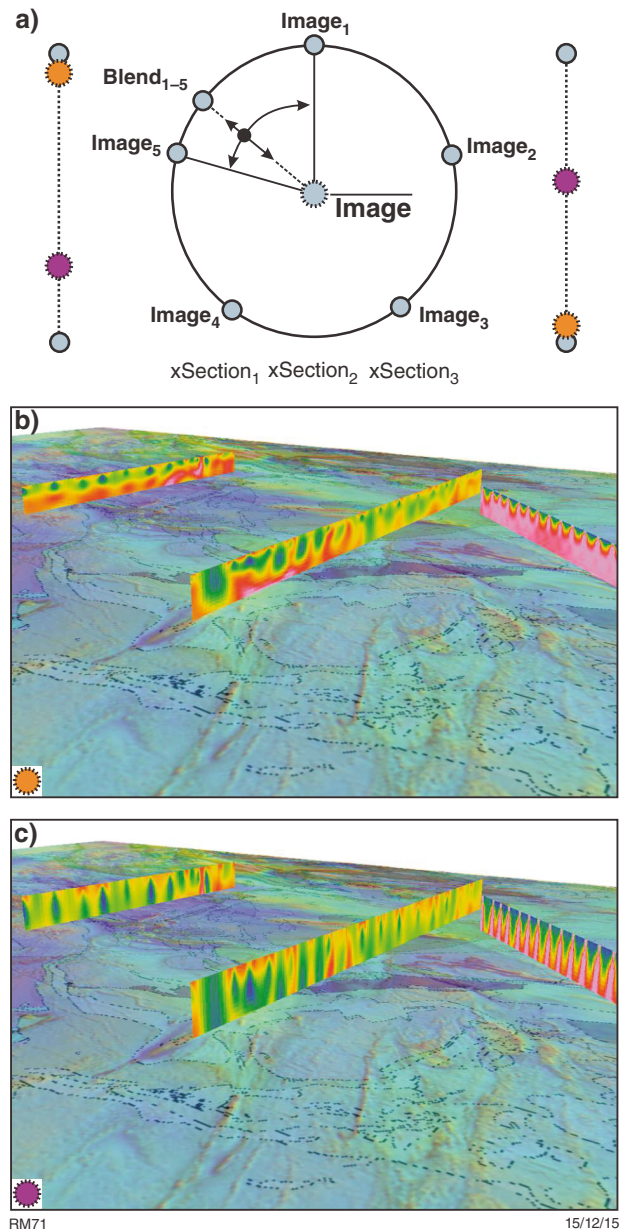 a)
Image1
Blend1–5
Image5
Image2
Image
Image4
Image3
xSection1 xSection2 xSection3
b)
c)
RM71
15/12/15